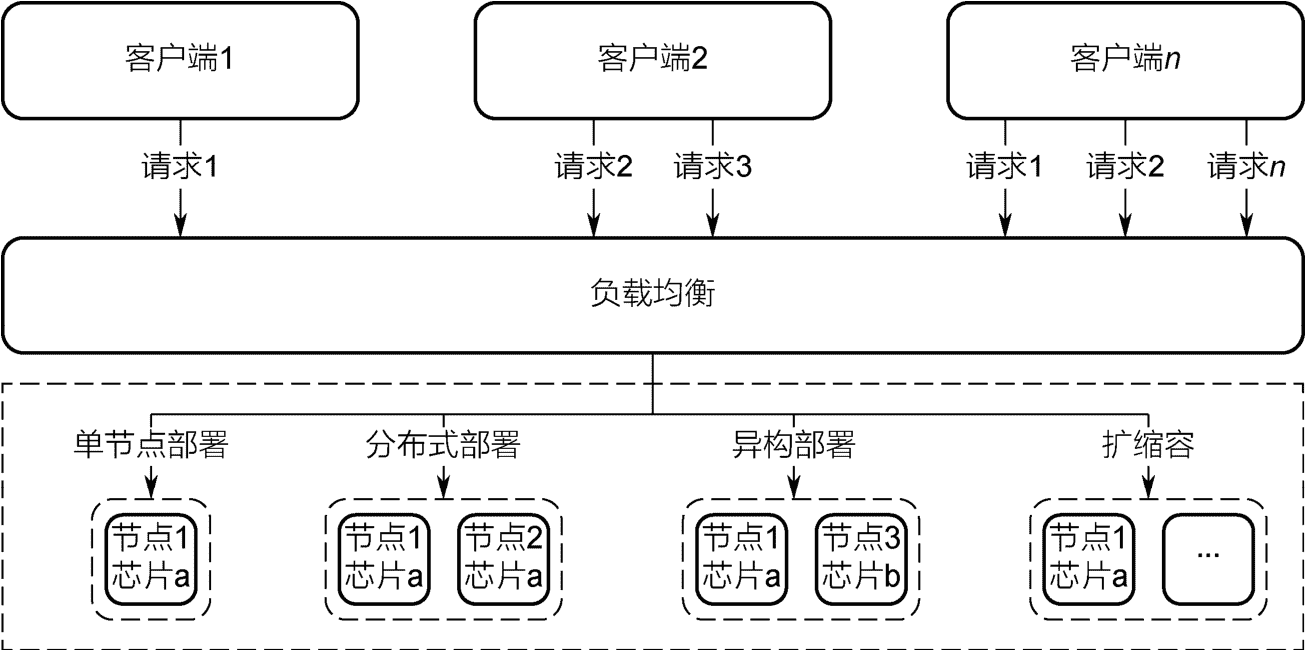 客户端1
客户端2
客户端n
请求1
请求2
请求3
请求1
请求2
请求n
负载均衡
单节点部署
分布式部署
异构部署
扩缩容
节点1
芯片a
节点1
芯片a
节点2
芯片a
节点1
芯片a
节点3
芯片b
节点1
芯片a
...